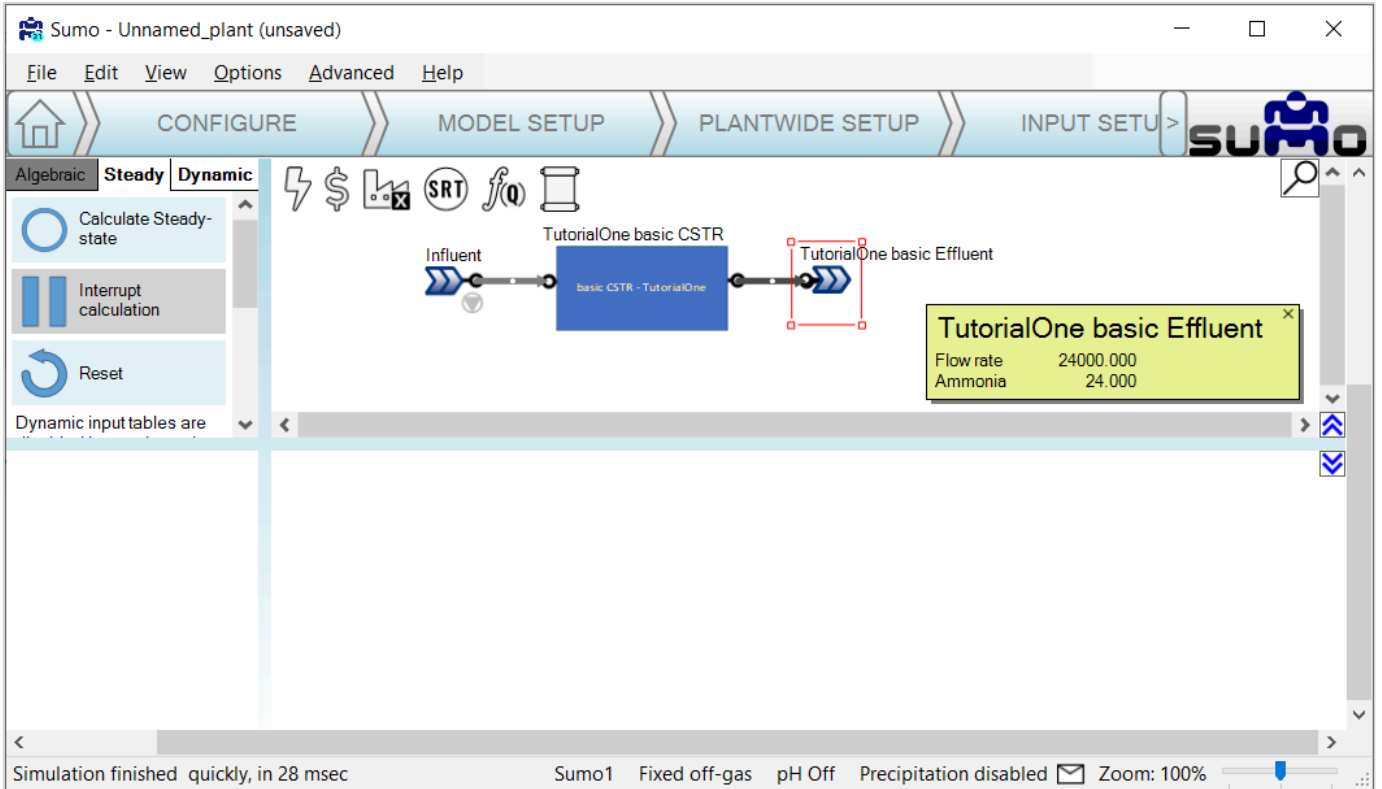 Sumo - Unnamed_plant (unsaved)
File Edit View Options Advanced Help
CONFIGURE MODEL SETUP PLANTWIDE SETUP INPUT SETU > sumo
Algebraic Steady Dynamic
Calculate Steady-
state
Interrupt
calculation
Reset
Dynamic input tables are
SRT f(Q)
Influent
TutorialOne basic CSTR
basic CSTR - TutorialOne
TutorialOne basic Effluent
TutorialOne basic Effluent
Flow rate 24000.000
Ammonia 24.000
Simulation finished quickly, in 28 msec Sumo1 Fixed off-gas pH Off Precipitation disabled Zoom: 100%